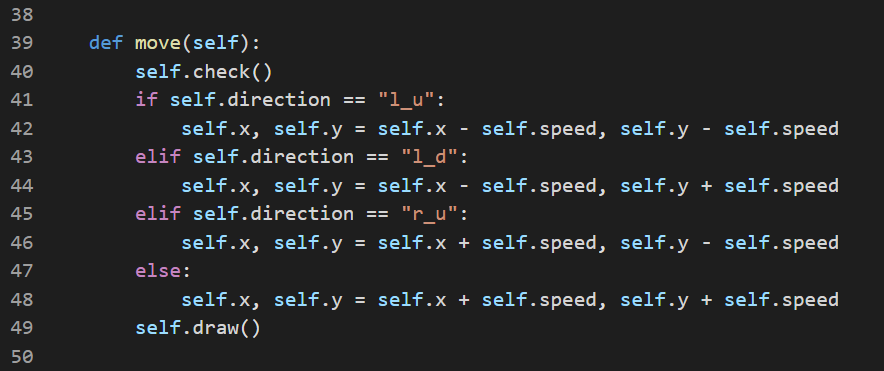 38
39 def move(self):
40 self.check()
41 if self.direction == "l_u":
42 self.x, self.y = self.x - self.speed, self.y - self.speed
43 elif self.direction == "l_d":
44 self.x, self.y = self.x - self.speed, self.y + self.speed
45 elif self.direction == "r_u":
46 self.x, self.y = self.x + self.speed, self.y - self.speed
47 else:
48 self.x, self.y = self.x + self.speed, self.y + self.speed
49 self.draw()
50